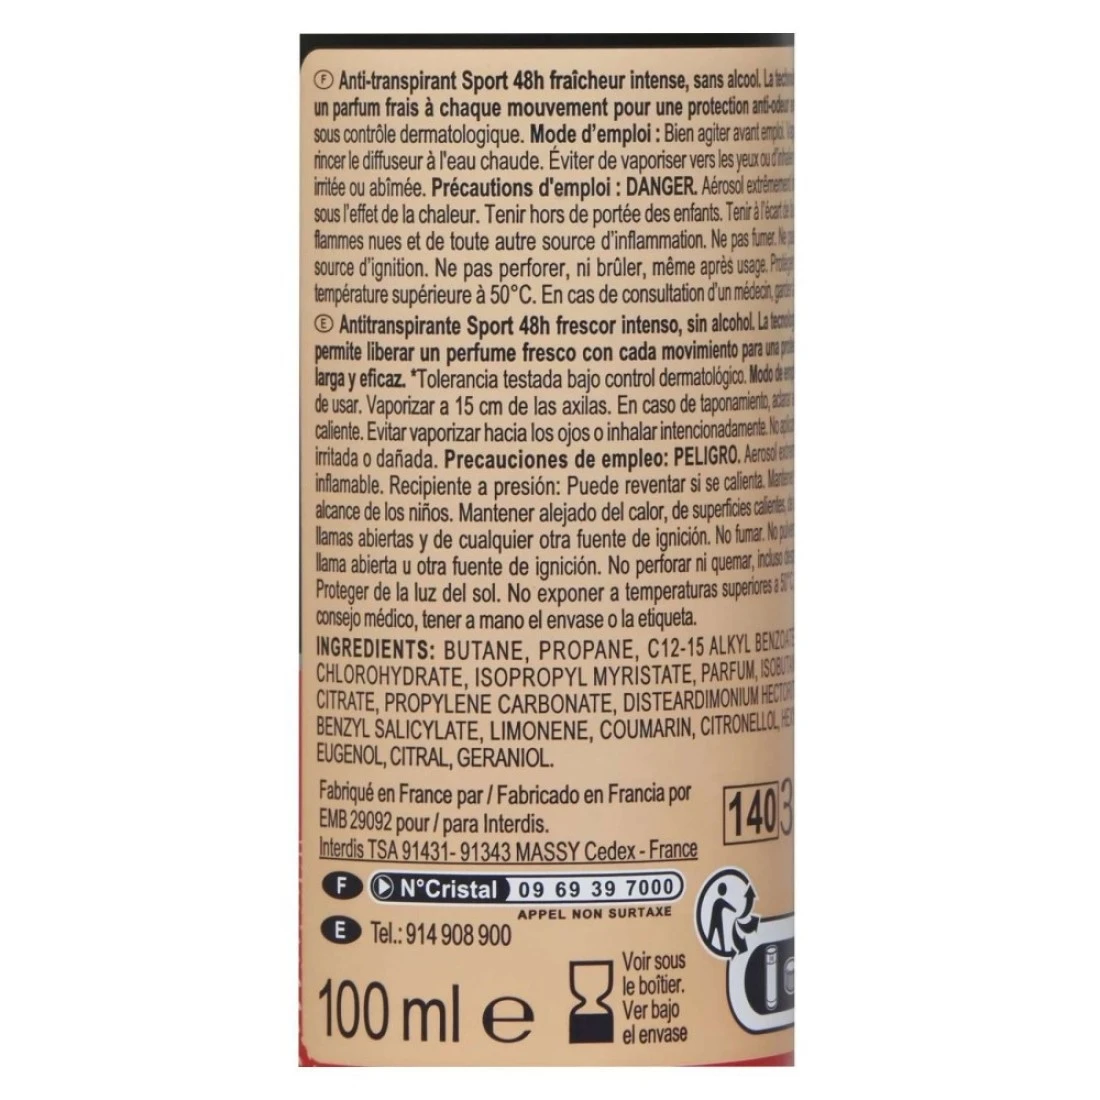 F Anti-transpirant Sport 48h fraîcheur intense, sans alcool. La
un parfum frais à chaque mouvement pour une protection anti-odeur
sous contrôle dermatologique. Mode d'emploi : Bien agiter avant emploi.
rincer le diffuseur à l'eau chaude. Éviter de vaporiser vers les yeux ou
irritée ou abîmée. Précautions d'emploi : DANGER. Aérosol extrêmement
sous l'effet de la chaleur. Tenir hors de portée des enfants. Tenir à l'écart de
flammes nues et de toute autre source d'inflammation. Ne pas fumer. Ne
source d'ignition. Ne pas perforer, ni brûler, même après usage.
température supérieure à 50°C. En cas de consultation d'un médecin,
E Antitranspirante Sport 48h frescor intenso, sin alcohol. La
permite liberar un perfume fresco con cada movimiento para una
larga y eficaz. *Tolerancia testada bajo control dermatológico. Modo de
de usar. Vaporizar a 15 cm de las axilas. En caso de taponamiento,
caliente. Evitar vaporizar hacia los ojos o inhalar intencionadamente. No
irritada o dañada. Precauciones de empleo: PELIGRO. Aerosol
inflamable. Recipiente a presión: Puede reventar si se calienta.
alcance de los niños. Mantener alejado del calor, de superficies calientes,
llamas abiertas y de cualquier otra fuente de ignición. No fumar. No
llama abierta u otra fuente de ignición. No perforar ni quemar, incluso
Proteger de la luz del sol. No exponer a temperaturas superiores a 50°C
consejo médico, tener a mano el envase o la etiqueta.
INGREDIENTS: BUTANE, PROPANE, C12-15 ALKYL
CHLOROHYDRATE, ISOPROPYL MYRISTATE, PARFUM,
CITRATE, PROPYLENE CARBONATE, DISTEARDIMONIUM
BENZYL SALICYLATE, LIMONENE, COUMARIN, CITRONELLOL,
EUGENOL, CITRAL, GERANIOL.
Fabriqué en France par / Fabricado en Francia por
EMB 29092 pour / para Interdis.
Interdis TSA 91431- 91343 MASSY Cedex - France
140
F N°Cristal 09 69 39 7000
APPEL NON SURTAXE
E Tel.: 914 908 900
100 ml e
Voir sous
le boîtier.
Ver bajo
el envase